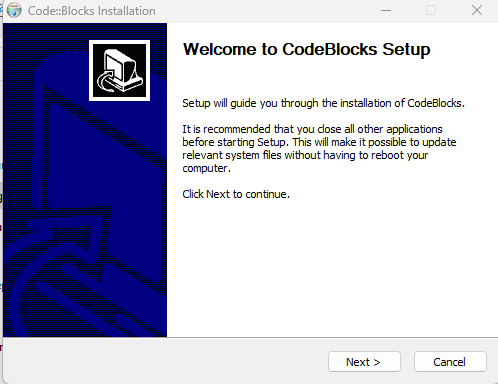 Code::Blocks Installation
Welcome to CodeBlocks Setup
Setup will guide you through the installation of CodeBlocks.
It is recommended that you close all other applications
before starting Setup. This will make it possible to update
relevant system files without having to reboot your
computer.
Click Next to continue.
Next >
Cancel